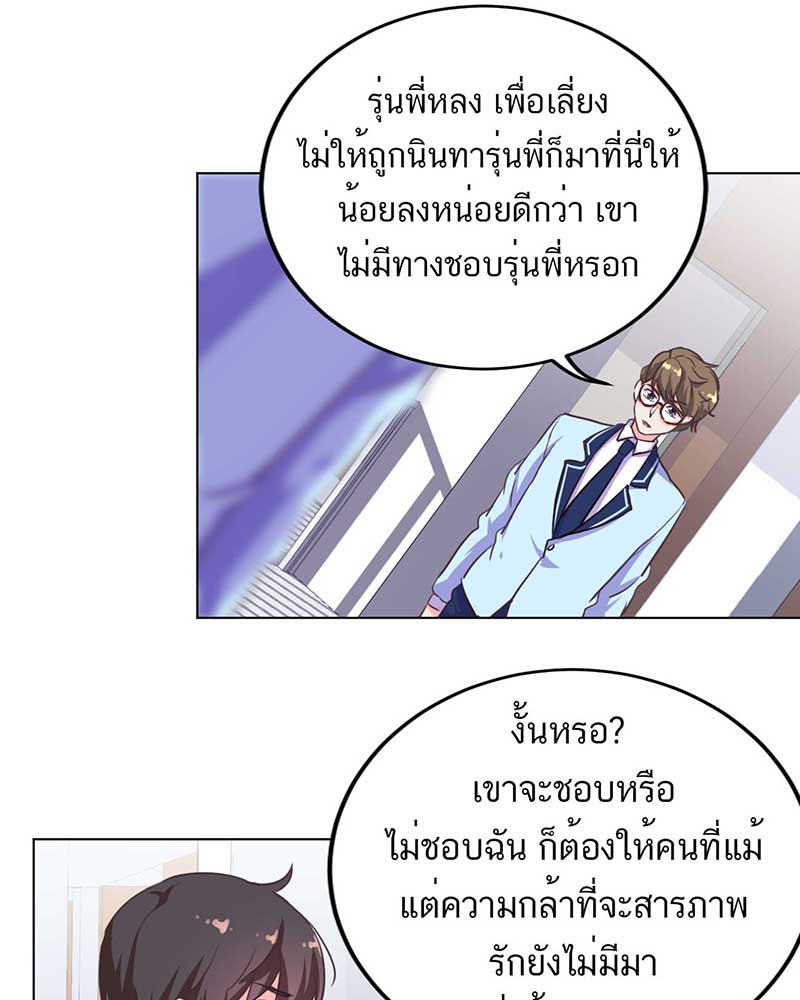 รุ่นพี่หลง เพื่อเลี่ยง
ไม่ให้ถูกนินทารุ่นพี่ก็มาที่นี่ให้
น้อยลงหน่อยดีกว่า เขา
ไม่มีทางชอบรุ่นพี่หรอก
งั้นหรอ?
เขาจะชอบหรือ
ไม่ชอบฉัน ก็ต้องให้คนที่แม้
แต่ความกล้าที่จะสารภาพ
รักยังไม่มีมา